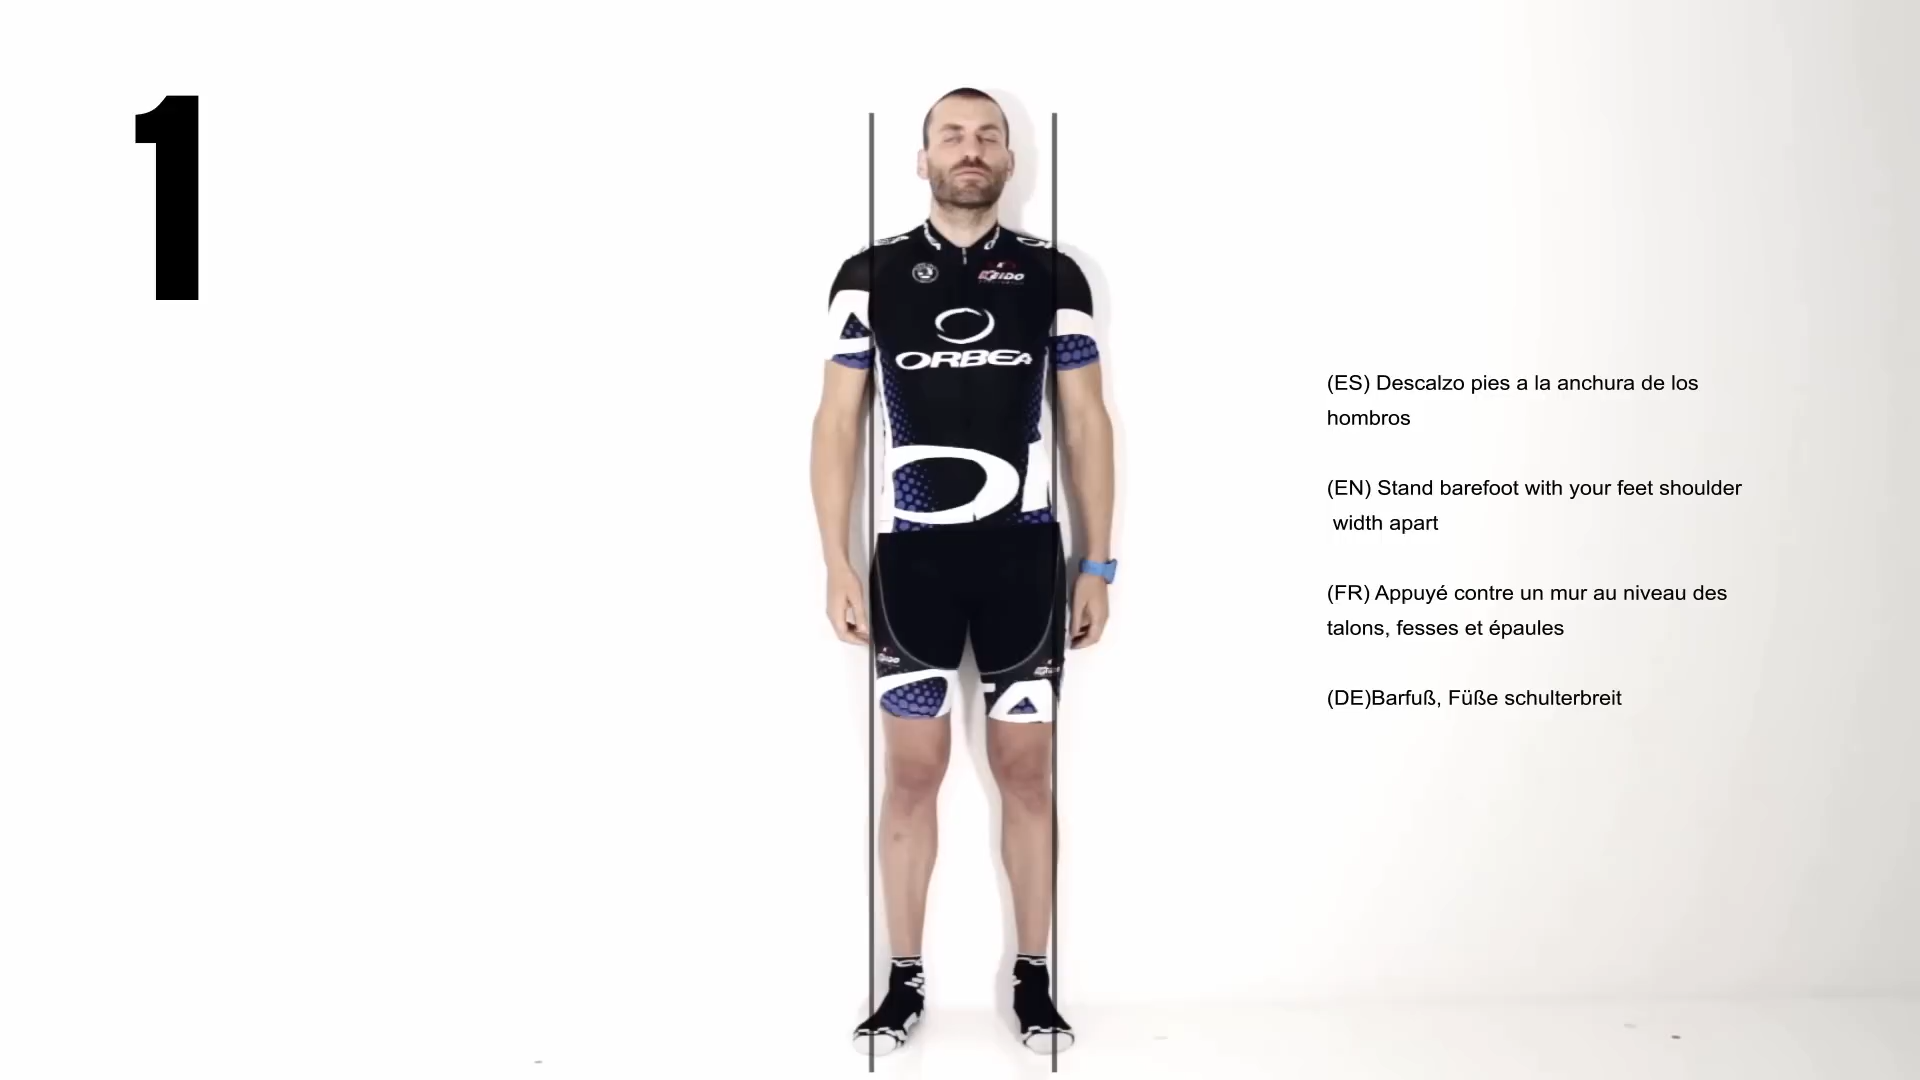 1
KEIDO
ORBEA
(ES) Descalzo pies a la anchura de los
hombros
(EN) Stand barefoot with your feet shoulder
width apart
(FR) Appuyé contre un mur au niveau des
talons, fesses et épaules
(DE)Barfuß, Füße schulterbreit